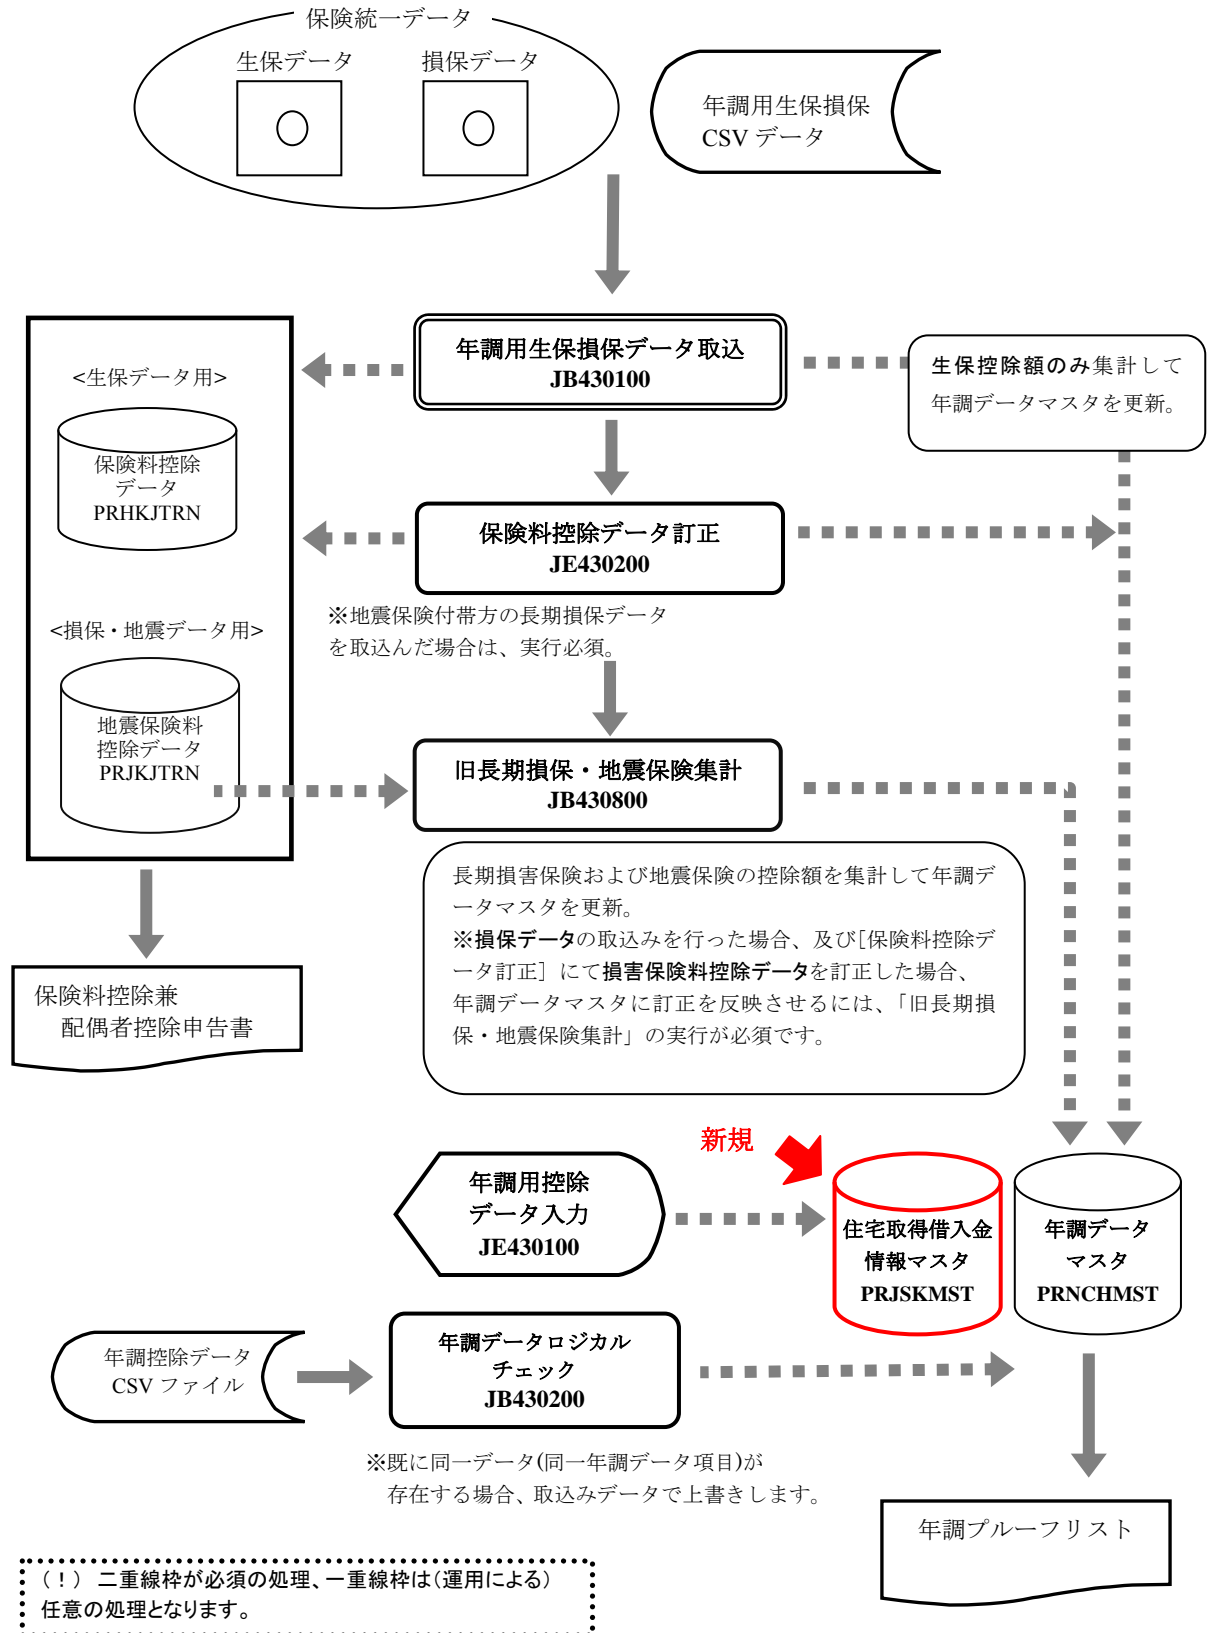 保険統一データ
生保データ
損保データ
年調用生保損保
CSV データ
年調用生保損保データ取込
JB430100
生保控除額のみ集計して
年調データマスタを更新。
<生保データ用>
保険料控除
データ
PRHKJTRN
保険料控除データ訂正
JE430200
※地震保険付帯方の長期損保データ
を取込んだ場合は、実行必須。
<損保・地震データ用>
地震保険料
控除データ
PRJKJTRN
旧長期損保・地震保険集計
JB430800
長期損害保険および地震保険の控除額を集計して年調デ
ータマスタを更新。
※損保データの取込みを行った場合、及び[保険料控除デ
ータ訂正］にて損害保険料控除データを訂正した場合、
年調データマスタに訂正を反映させるには、「旧長期損
保・地震保険集計」の実行が必須です。
保険料控除兼
配偶者控除申告書
新規
年調用控除
データ入力
JE430100
住宅取得借入金
情報マスタ
PRJSKMST
年調データ
マスタ
PRNCHMST
年調控除データ
CSV ファイル
年調データロジカル
チェック
JB430200
※既に同一データ(同一年調データ項目)が
存在する場合、取込みデータで上書きします。
年調プルーフリスト
（！） 二重線枠が必須の処理、一重線枠は（運用による）
任意の処理となります。